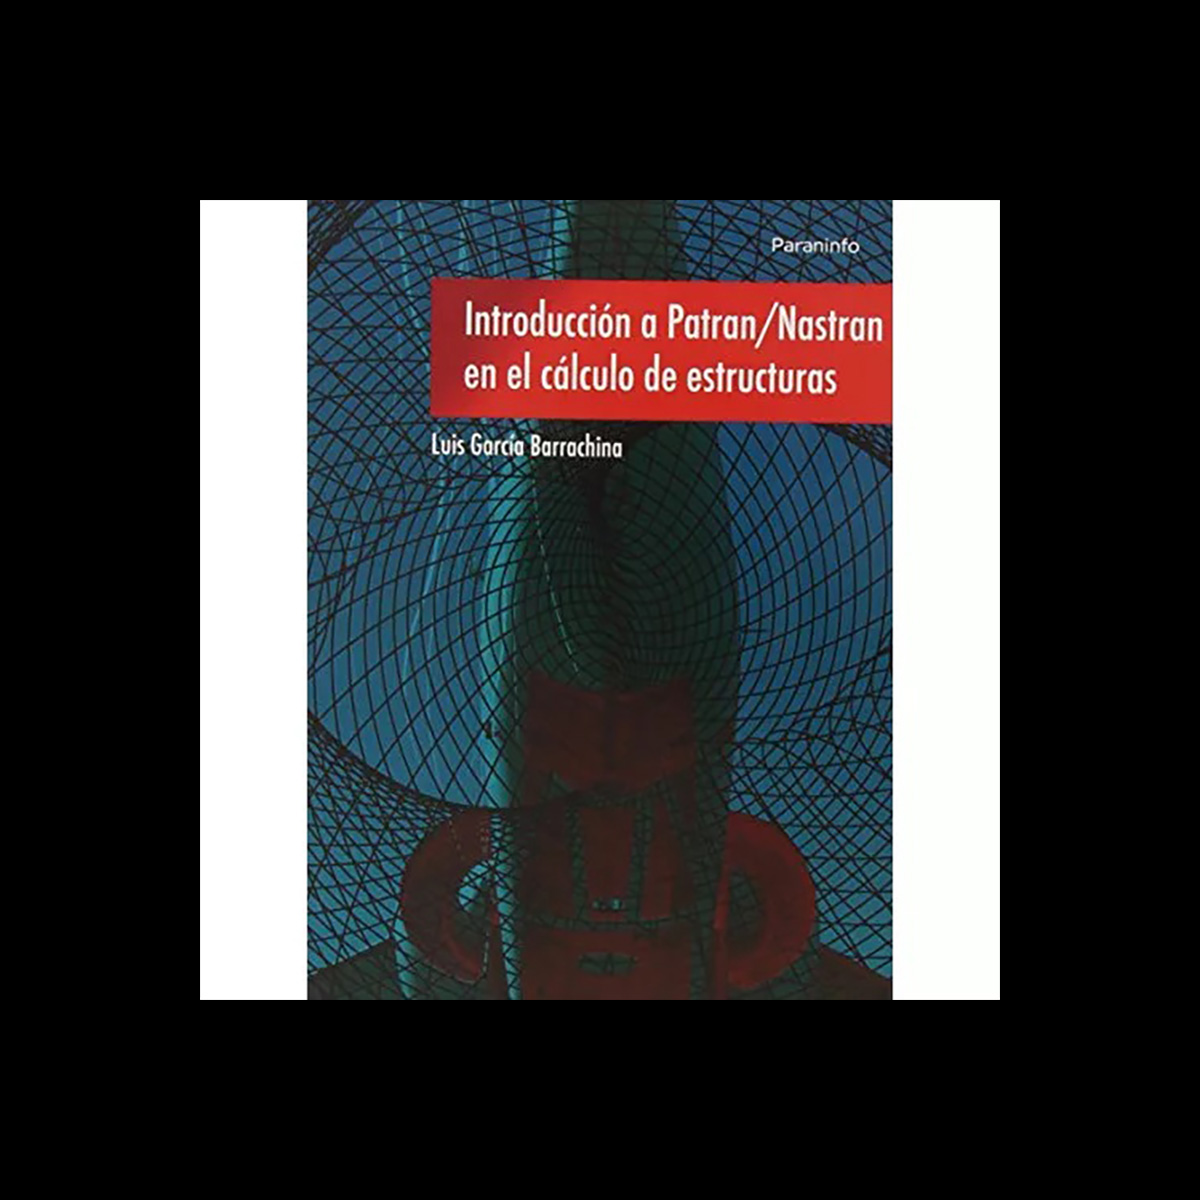 Paraninfo
Introducción a Patran/Nastran
en el cálculo de estructuras
Luis García Barrachina